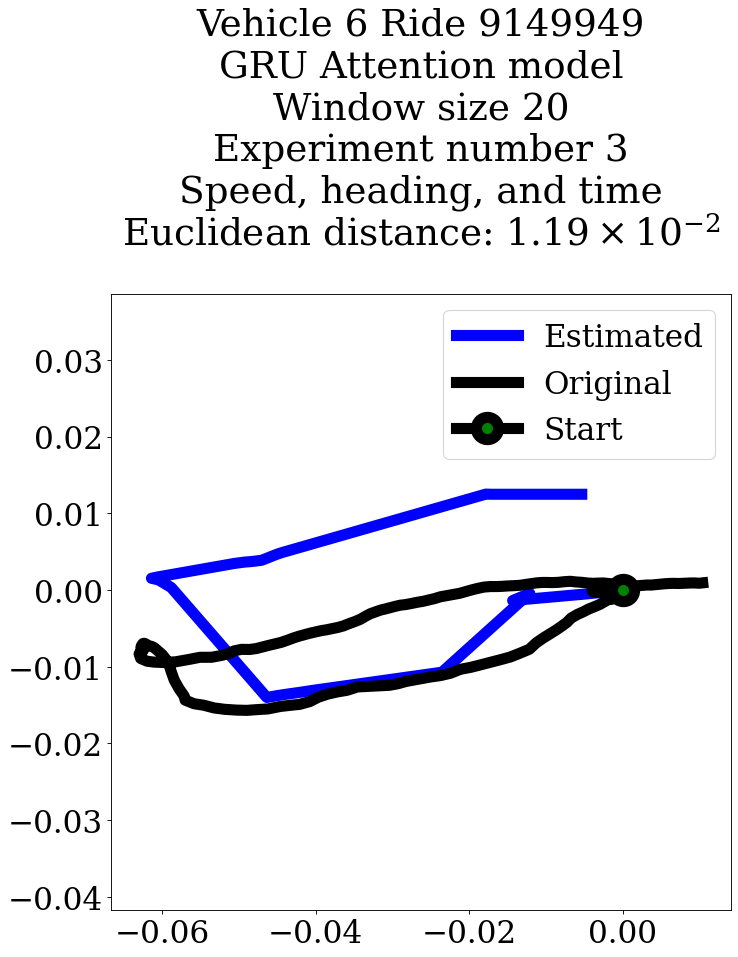 Vehicle 6 Ride 9149949
GRU Attention model
Window size 20
Experiment number 3
Speed, heading, and time
Euclidean distance: 1.19 × 10⁻²
Estimated
Original
Start
0.03
0.02
0.01
0.00
−0.01
−0.02
−0.03
−0.04
−0.06 −0.04 −0.02 0.00